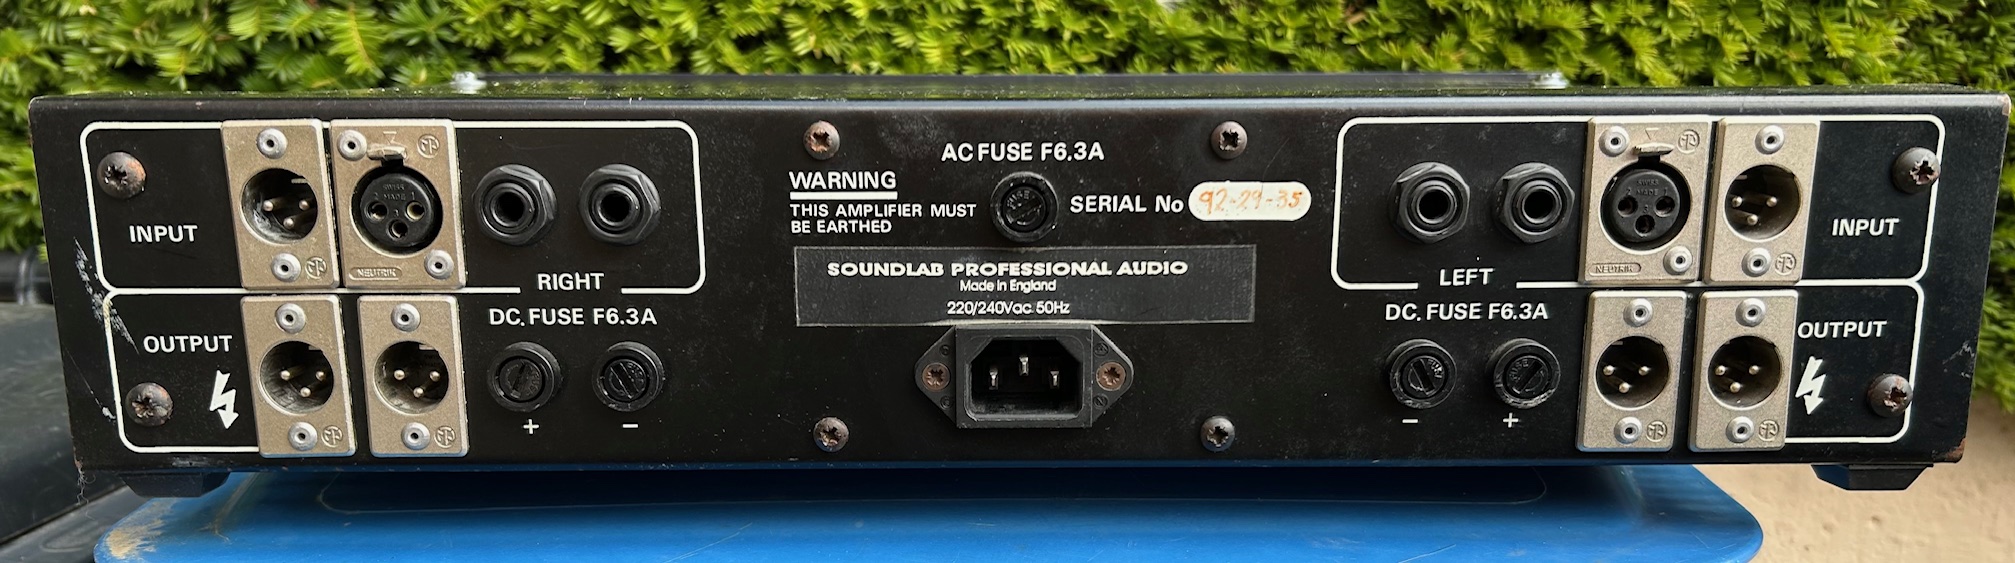 INPUT
NEUTRIK
RIGHT
DC. FUSE F6.3A
OUTPUT
+ −
AC FUSE F6.3A
WARNING
THIS AMPLIFIER MUST
BE EARTHED
SERIAL No 92-29-35
SOUNDLAB PROFESSIONAL AUDIO
Made in England
220/240Vac 50Hz
INPUT
NEUTRIK
LEFT
DC. FUSE F6.3A
OUTPUT
− +